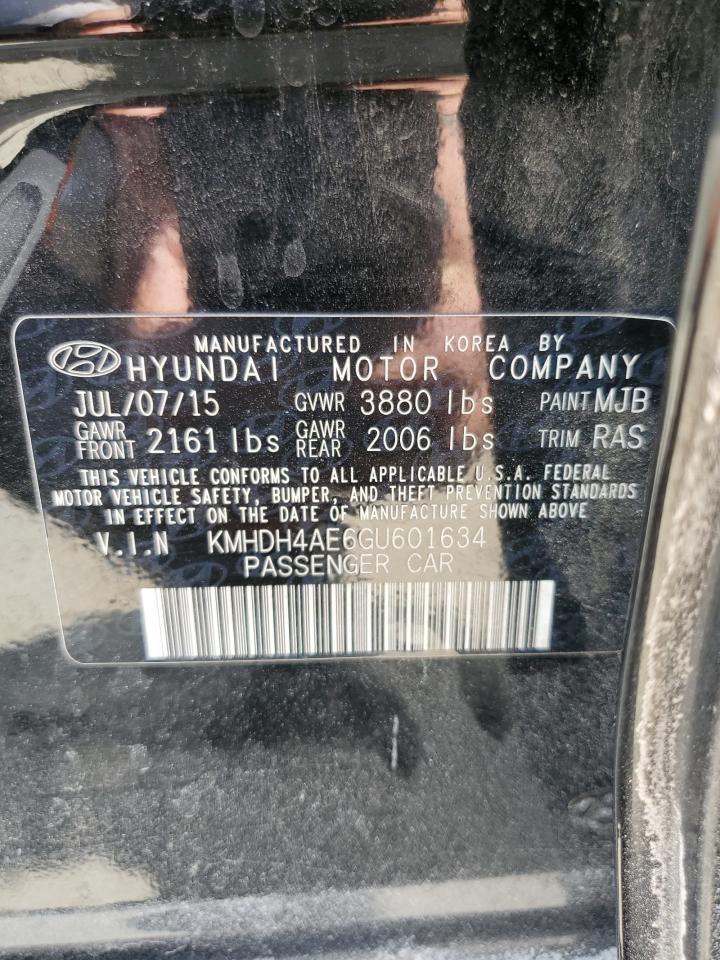 MANUFACTURED IN KOREA BY
HYUNDAI MOTOR COMPANY
JUL/07/15 GVWR 3880 lbs PAINT MJB
GAWR FRONT 2161 lbs GAWR REAR 2006 lbs TRIM RAS
THIS VEHICLE CONFORMS TO ALL APPLICABLE U.S.A. FEDERAL
MOTOR VEHICLE SAFETY, BUMPER, AND THEFT PREVENTION STANDARDS
IN EFFECT ON THE DATE OF MANUFACTURE SHOWN ABOVE
V.I.N KMHDH4AE6GU601634
PASSENGER CAR